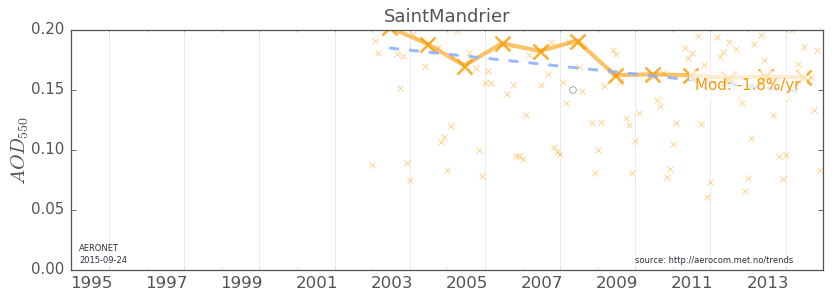 SaintMandrier
0.20
0.15
0.10
0.05
0.00
AOD550
Mod: -1.8%/yr
AERONET
2015-09-24
source: http://aerocom.met.no/trends
1995 1997 1999 2001 2003 2005 2007 2009 2011 2013